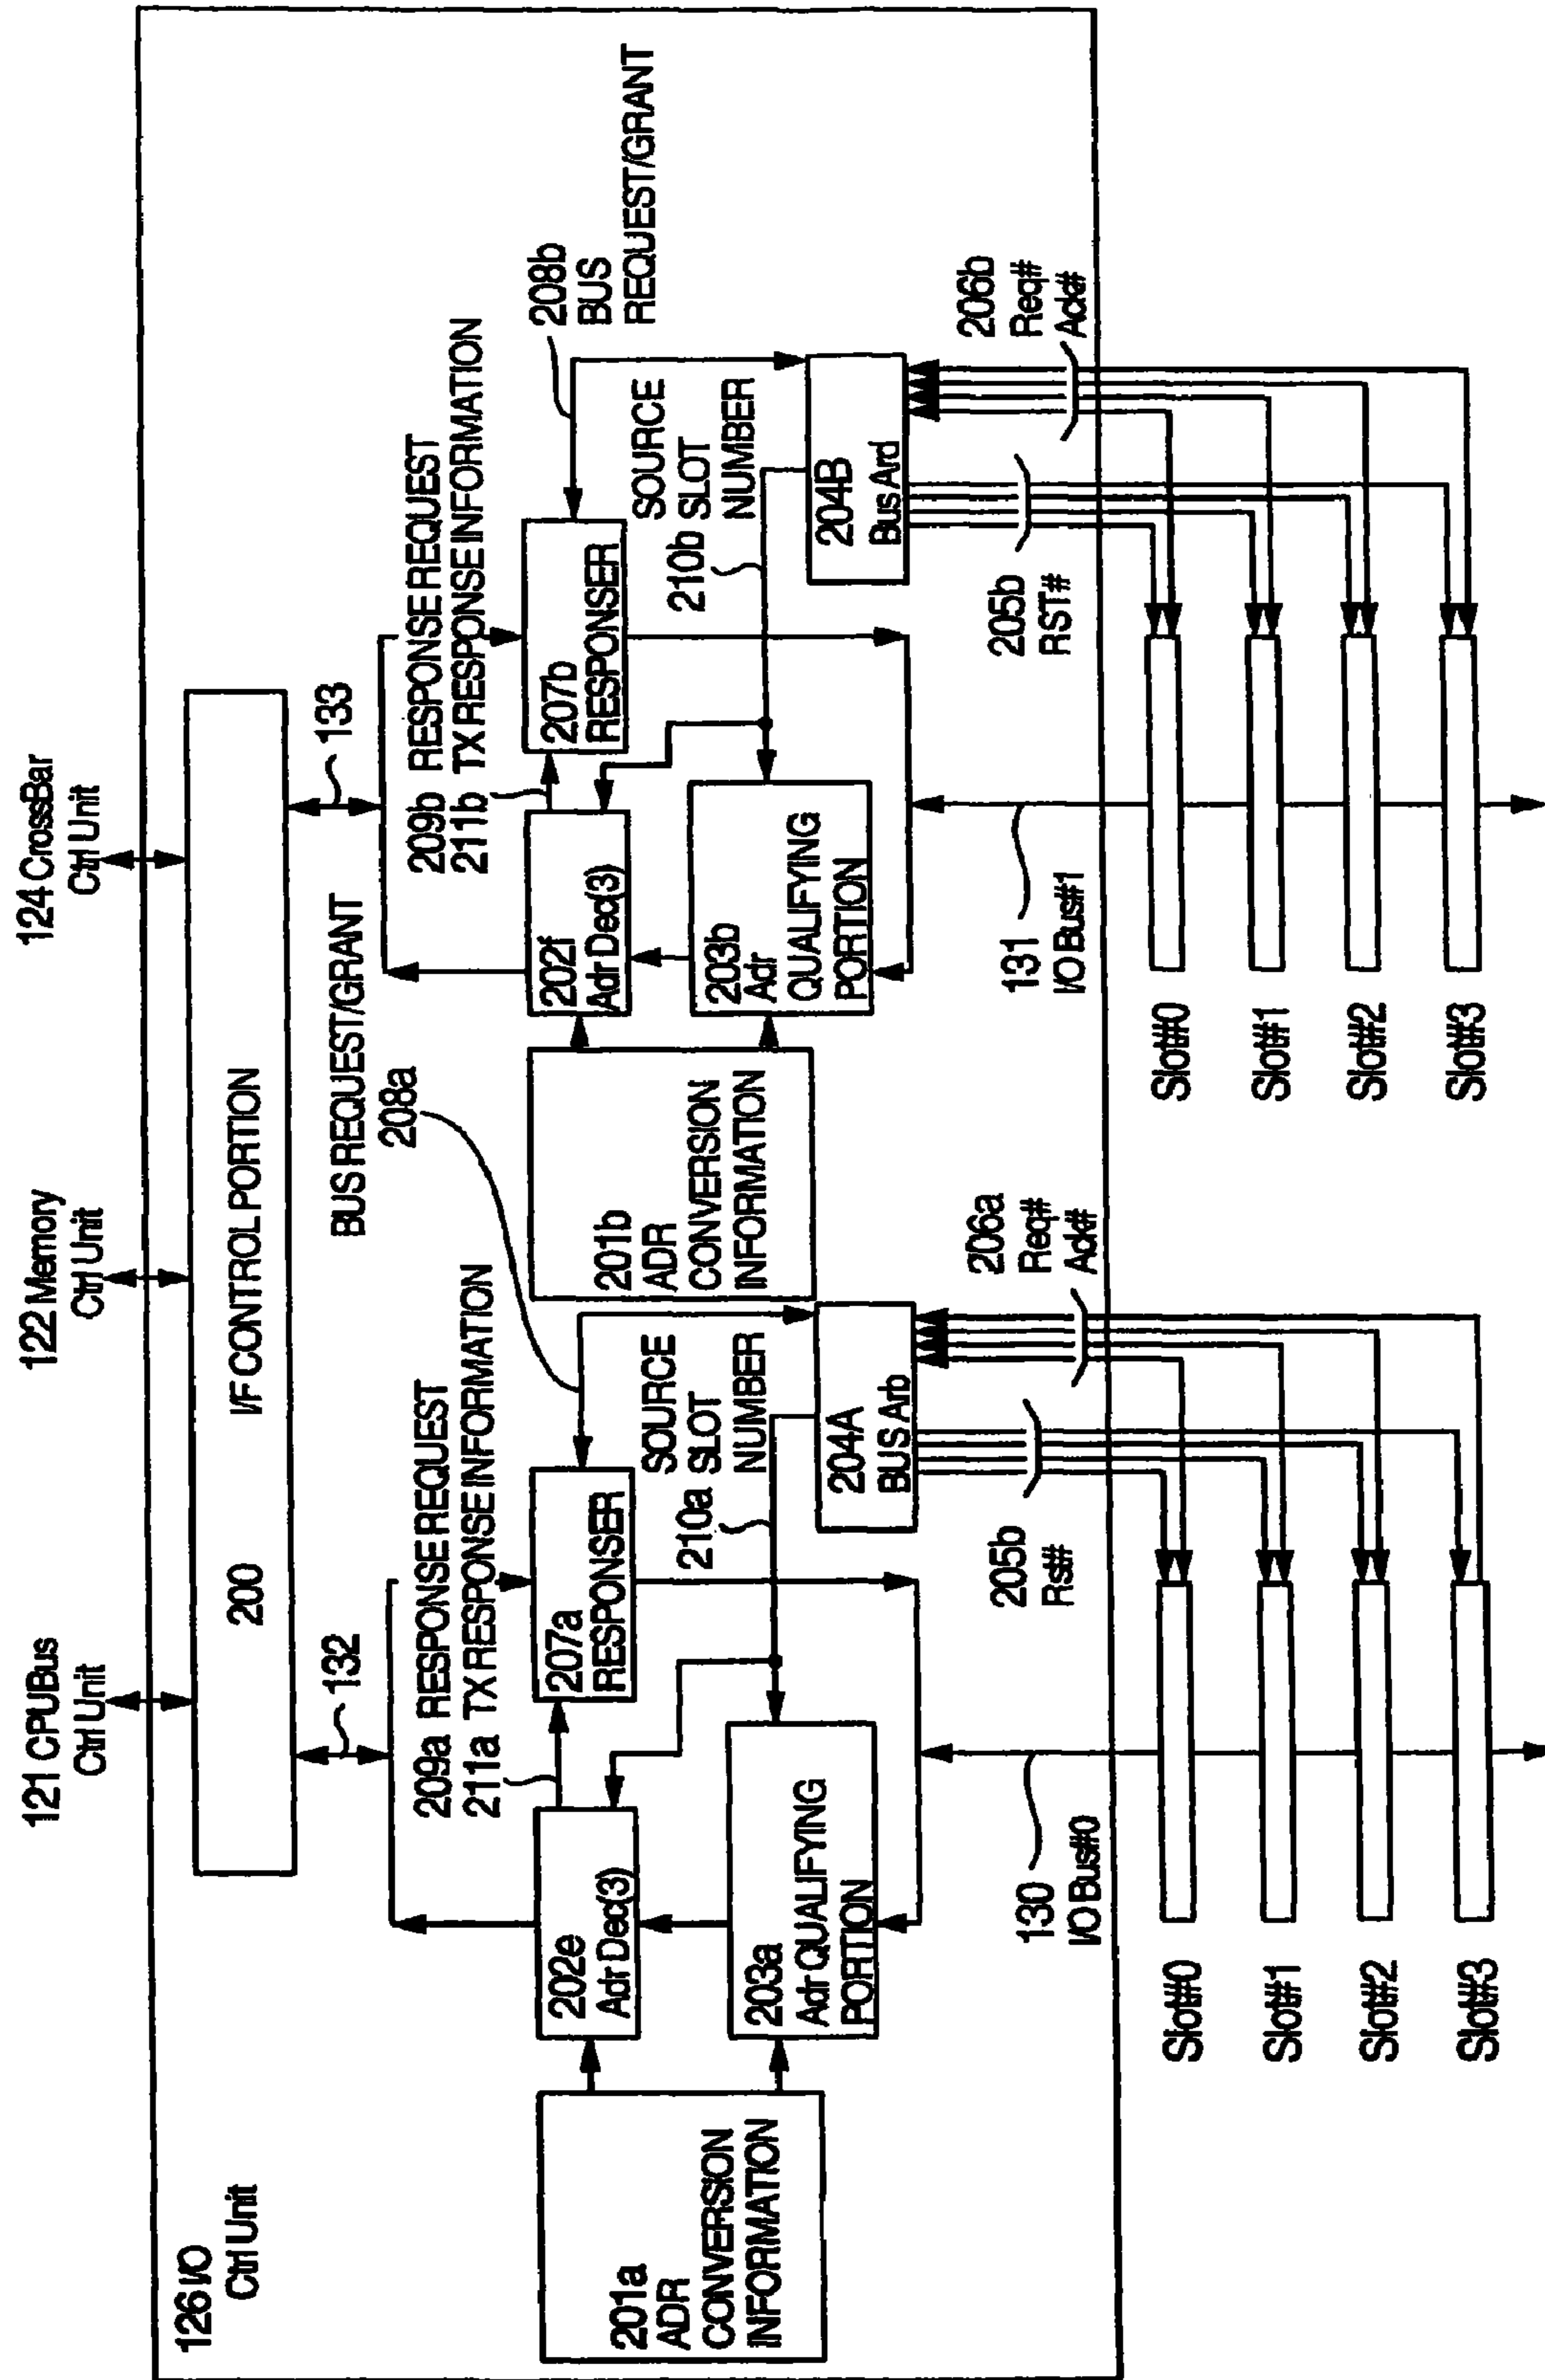 121 CPUBus
Ctrl Unit
122 Memory
Ctrl Unit
124 CrossBar
Ctrl Unit
126 I/O
Ctrl Unit
200
I/F CONTROL PORTION
132
133
BUS REQUEST/GRANT
208a
209a RESPONSE REQUEST
211a TX RESPONSE INFORMATION
209b RESPONSE REQUEST
211b TX RESPONSE INFORMATION
208b
BUS
REQUEST/GRANT
201a
ADR
CONVERSION
INFORMATION
202e
Adr Dec(3)
203a
Adr QUALIFYING
PORTION
207a
RESPONSER
210a
SOURCE
SLOT
NUMBER
204A
BUS Arb
201b
ADR
CONVERSION
INFORMATION
202f
Adr Dec(3)
203b
Adr
QUALIFYING
PORTION
207b
RESPONSER
210b
SOURCE
SLOT
NUMBER
204B
Bus Ard
130
I/O Bus#0
205b
Rst#
206a
Req#
Ack#
131
I/O Bus#1
205b
RST#
206b
Req#
Ack#
Slot#0
Slot#1
Slot#2
Slot#3
Slot#0
Slot#1
Slot#2
Slot#3